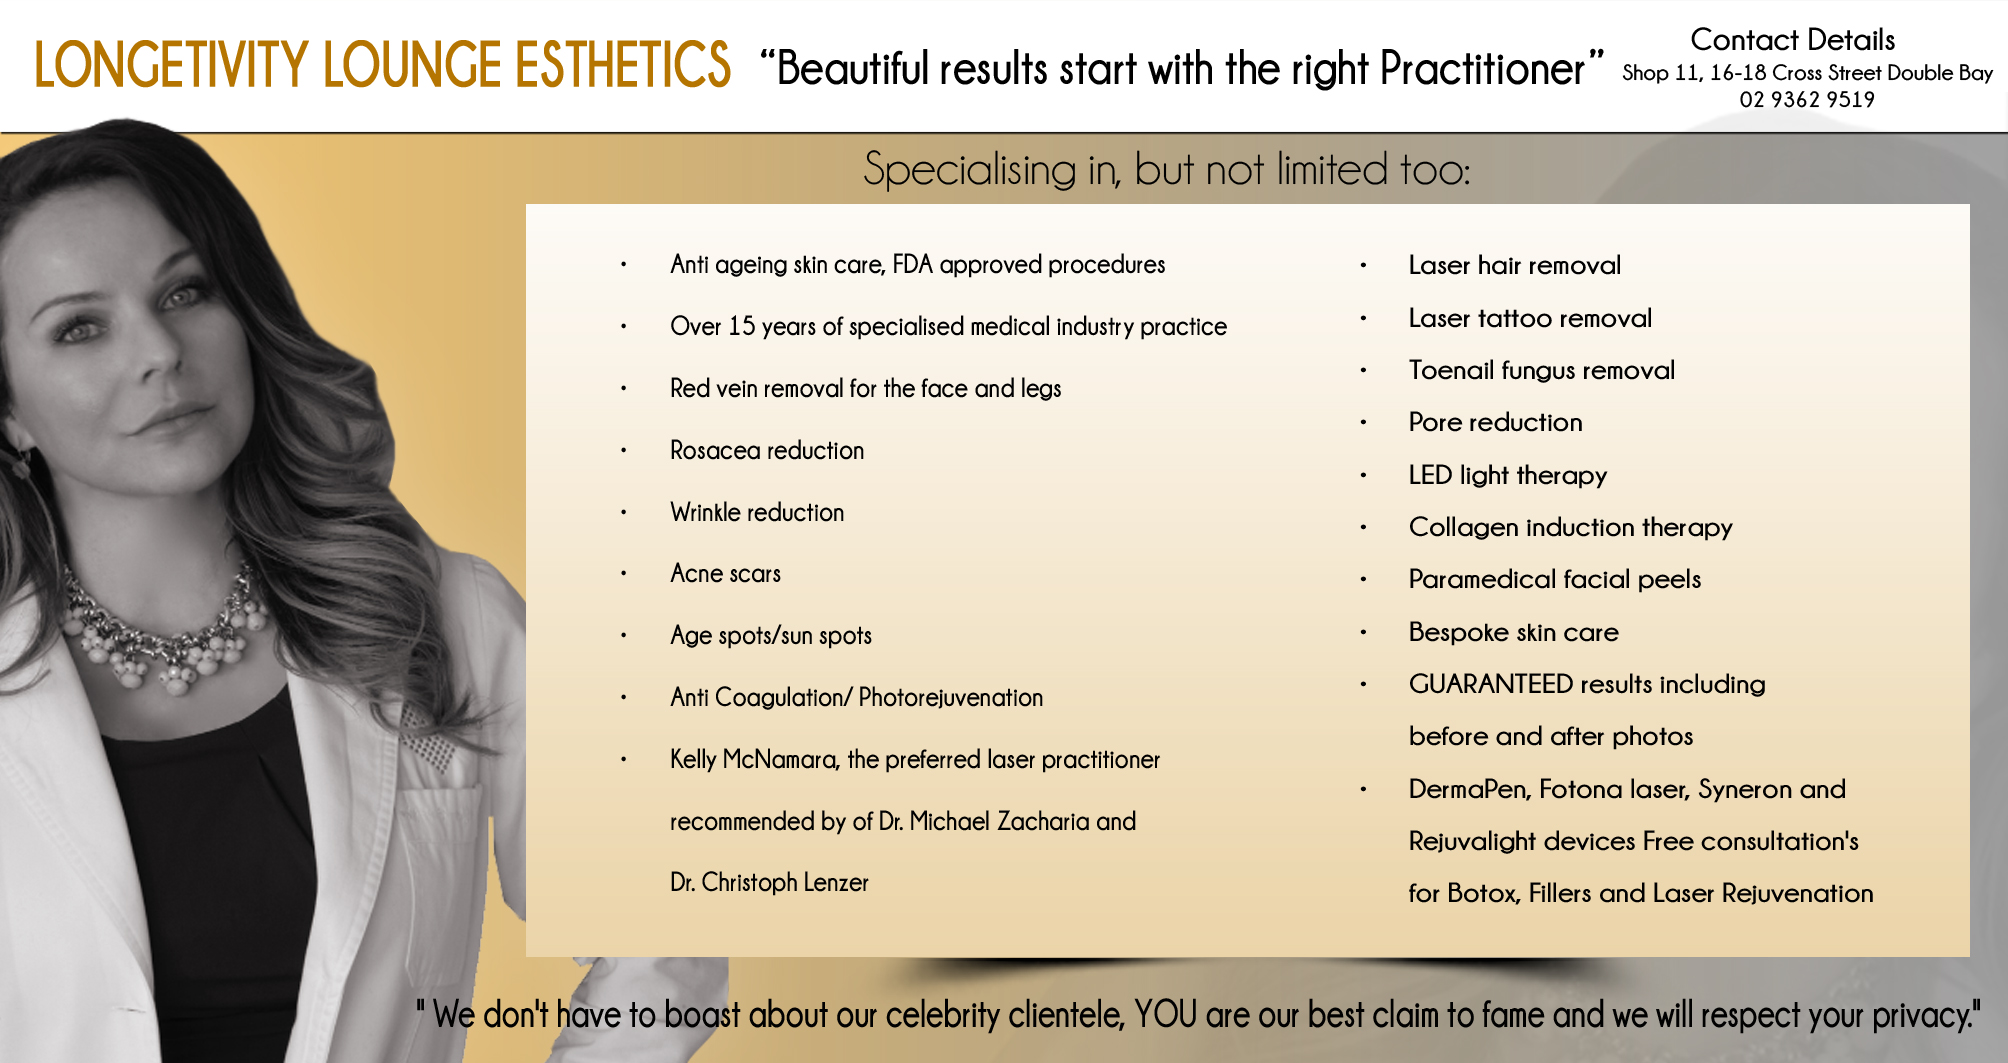 LONGETIVITY LOUNGE ESTHETICS
“Beautiful results start with the right Practitioner”
Contact Details
Shop 11, 16-18 Cross Street Double Bay
02 9362 9519
Specialising in, but not limited too:
• Anti ageing skin care, FDA approved procedures
• Over 15 years of specialised medical industry practice
• Red vein removal for the face and legs
• Rosacea reduction
• Wrinkle reduction
• Acne scars
• Age spots/sun spots
• Anti Coagulation/ Photorejuvenation
• Kelly McNamara, the preferred laser practitioner
recommended by of Dr. Michael Zacharia and
Dr. Christoph Lenzer
• Laser hair removal
• Laser tattoo removal
• Toenail fungus removal
• Pore reduction
• LED light therapy
• Collagen induction therapy
• Paramedical facial peels
• Bespoke skin care
• GUARANTEED results including
before and after photos
• DermaPen, Fotona laser, Syneron and
Rejuvalight devices Free consultation's
for Botox, Fillers and Laser Rejuvenation
" We don't have to boast about our celebrity clientele, YOU are our best claim to fame and we will respect your privacy."